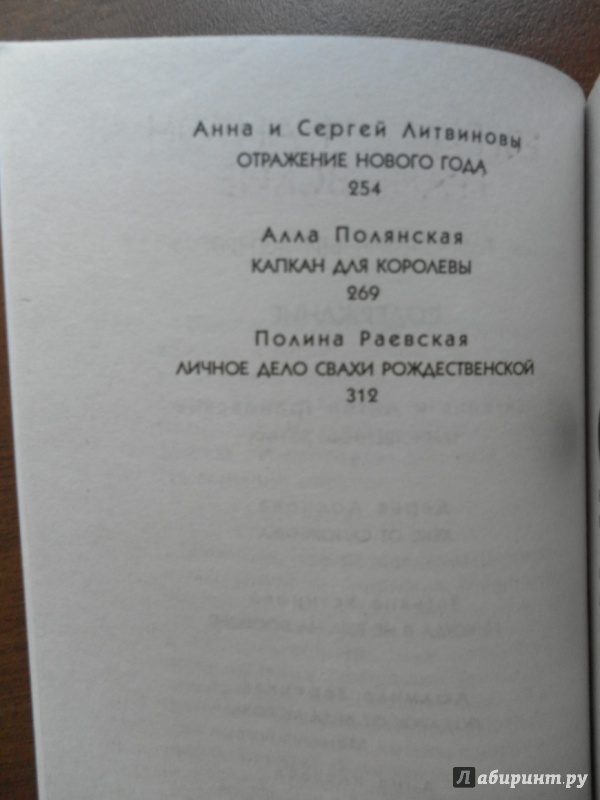 Анна и Сергей Литвиновы
ОТРАЖЕНИЕ НОВОГО ГОДА
254
Алла Полянская
КАПКАН ДЛЯ КОРОЛЕВЫ
269
Полина Раевская
ЛИЧНОЕ ДЕЛО СВАХИ РОЖДЕСТВЕНСКОЙ
312
Лабиринт.ру